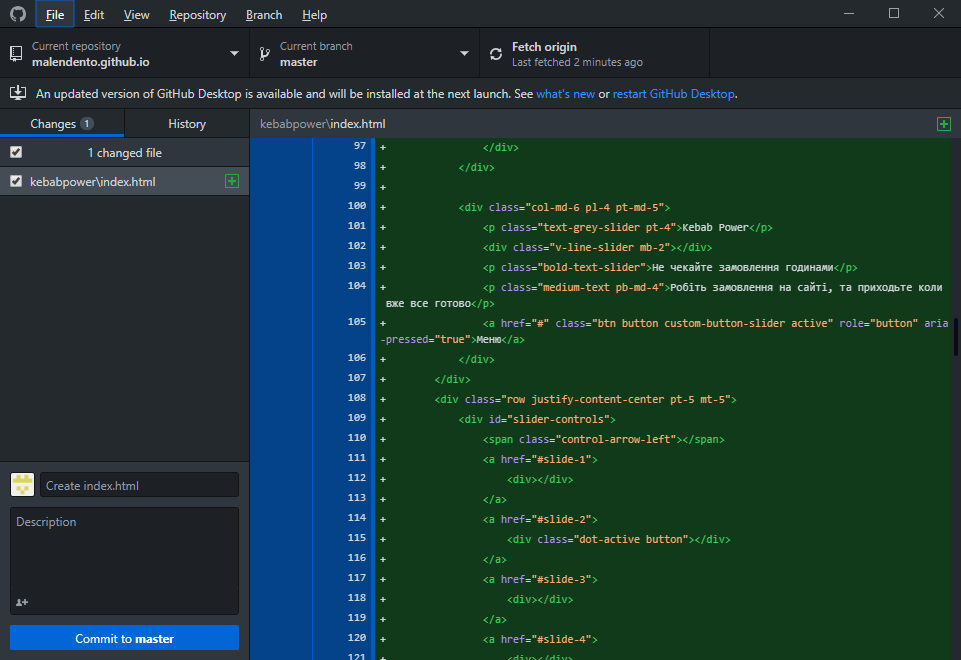 File Edit View Repository Branch Help
Current repository
malendento.github.io
Current branch
master
Fetch origin
Last fetched 2 minutes ago
An updated version of GitHub Desktop is available and will be installed at the next launch. See what's new or restart GitHub Desktop.
Changes 1
History
1 changed file
kebabpower\index.html
Create index.html
Description
Commit to master
kebabpower\index.html
97 + </div>
98 + </div>
99 +
100 + <div class="col-md-6 pl-4 pt-md-5">
101 + <p class="text-grey-slider pt-4">Kebab Power</p>
102 + <div class="v-line-slider mb-2"></div>
103 + <p class="bold-text-slider">Не чекайте замовлення годинами</p>
104 + <p class="medium-text pb-md-4">Робіть замовлення на сайті, та приходьте коли
вже все готово</p>
105 + <a href="#" class="btn button custom-button-slider active" role="button" aria
-pressed="true">Меню</a>
106 + </div>
107 + </div>
108 + <div class="row justify-content-center pt-5 mt-5">
109 + <div id="slider-controls">
110 + <span class="control-arrow-left"></span>
111 + <a href="#slide-1">
112 + <div></div>
113 + </a>
114 + <a href="#slide-2">
115 + <div class="dot-active button"></div>
116 + </a>
117 + <a href="#slide-3">
118 + <div></div>
119 + </a>
120 + <a href="#slide-4">
121 + <div></div>